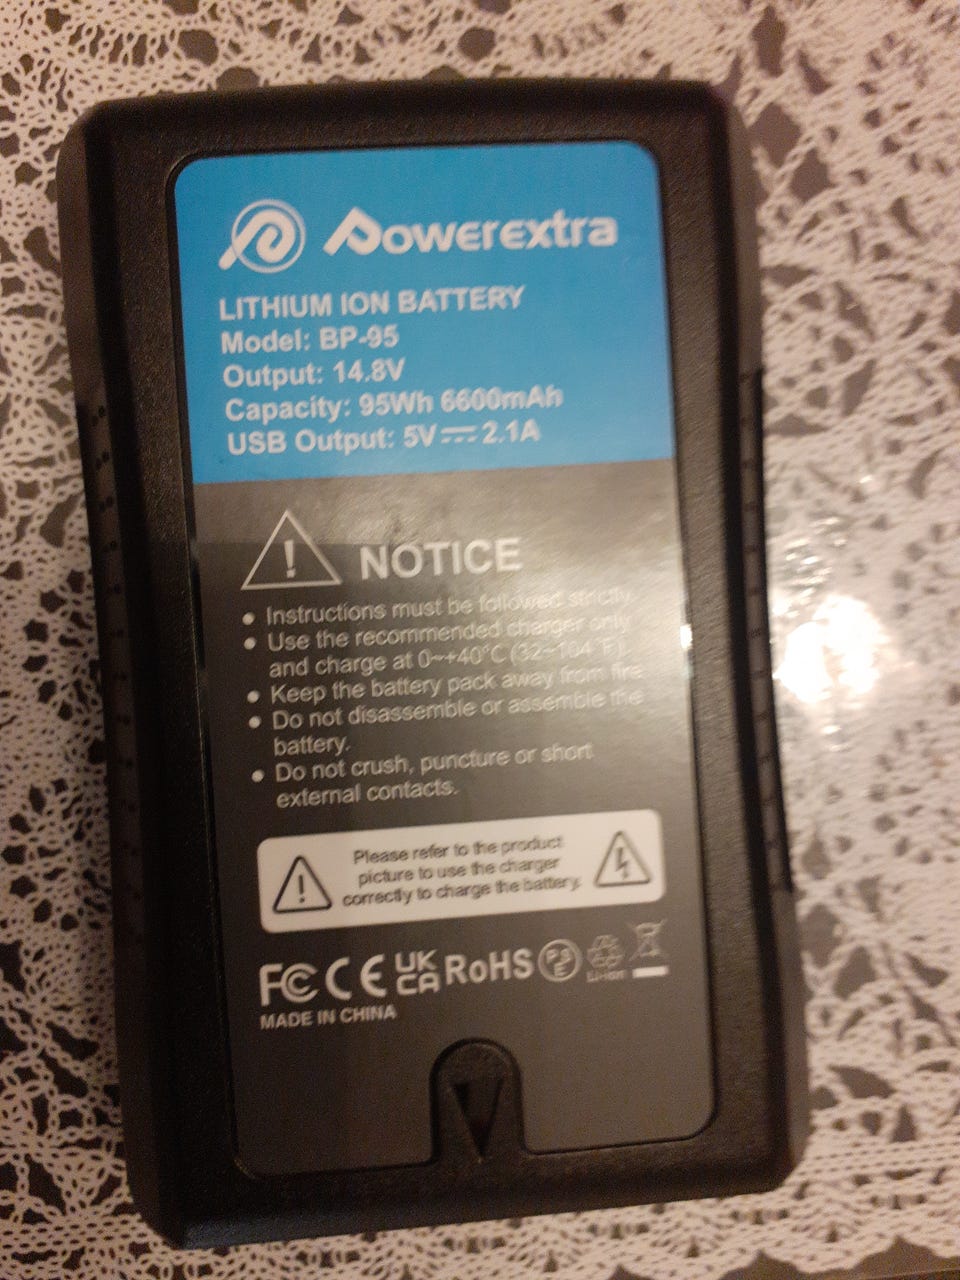 Powerextra
LITHIUM ION BATTERY
Model: BP-95
Output: 14.8V
Capacity: 95Wh 6600mAh
USB Output: 5V⎓2.1A
! NOTICE
• Instructions must be followed strictly.
• Use the recommended charger only
and charge at 0~+40°C (32~104°F).
• Keep the battery pack away from fire
• Do not disassemble or assemble the
battery.
• Do not crush, puncture or short
external contacts.
Please refer to the product
! picture to use the charger
correctly to charge the battery.
FC CE UK CA RoHS PSE Li-ion
MADE IN CHINA